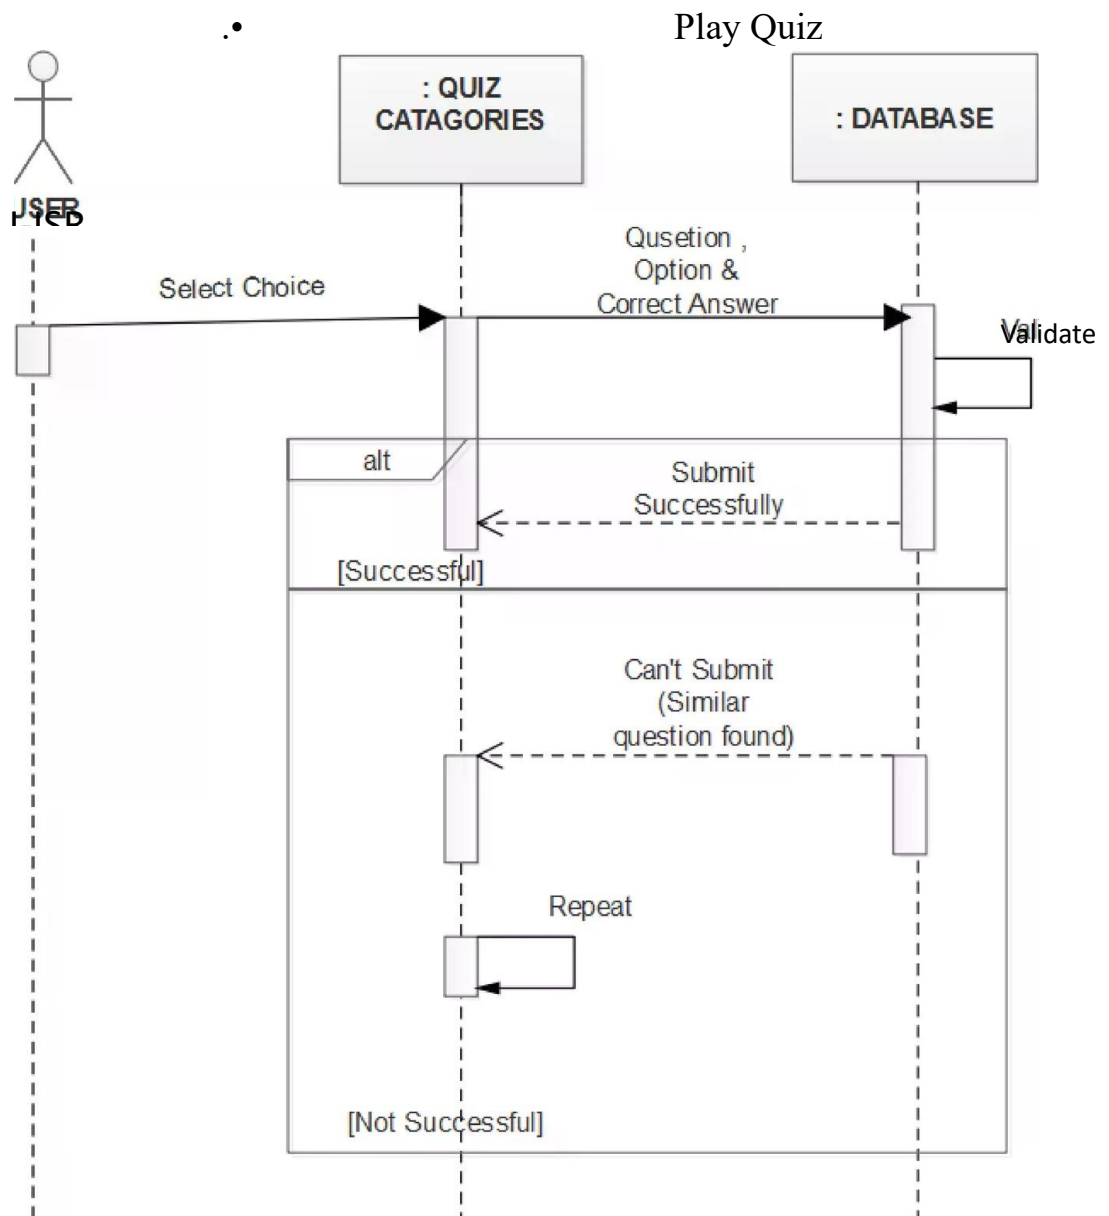 .• Play Quiz
: QUIZ
CATAGORIES
: DATABASE
USER
Qusetion ,
Option &
Correct Answer
Select Choice
Validate
alt
Submit
Successfully
[Successful]
Can't Submit
(Similar
question found)
Repeat
[Not Successful]